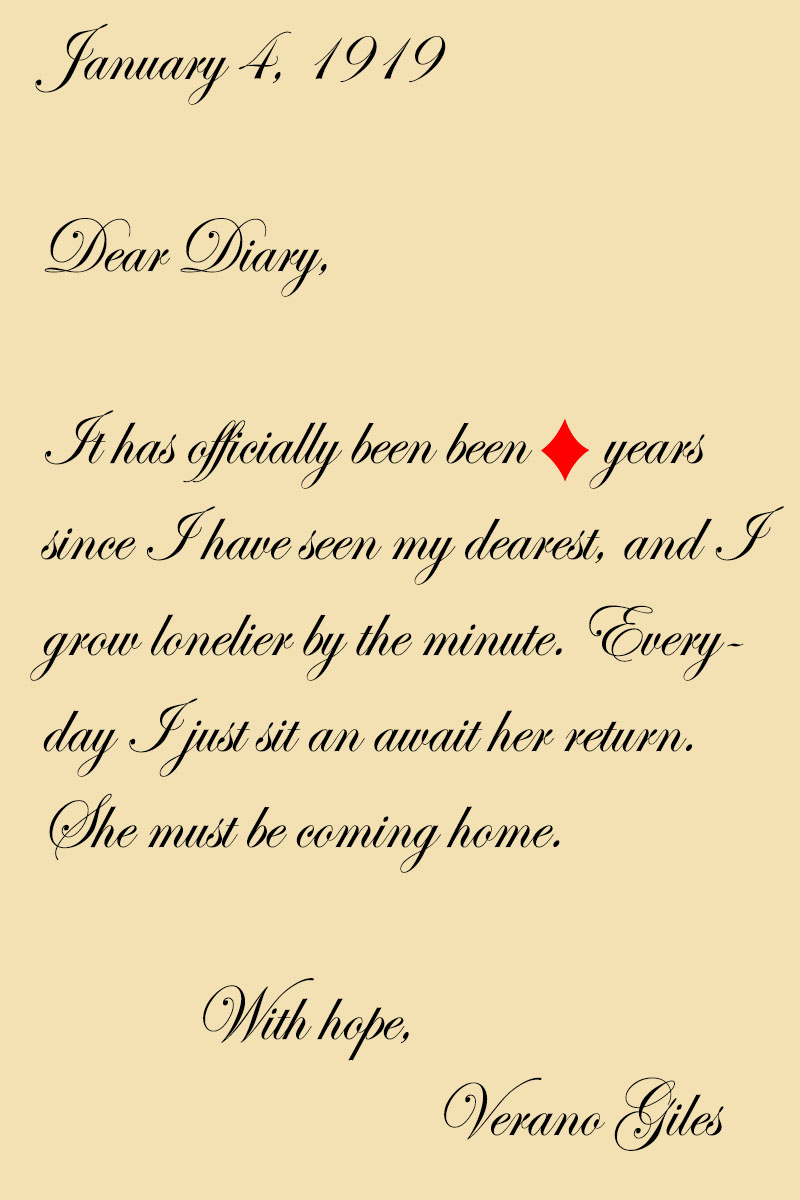 January 4, 1919
Dear Diary,
It has officially been been ♦ years
since I have seen my dearest, and I
grow lonelier by the minute. Every-
day I just sit an await her return.
She must be coming home.
With hope,
Verano Giles